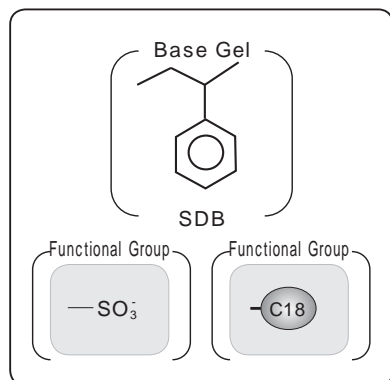 Base Gel
SDB
Functional Group
—SO₃⁻
Functional Group
C18